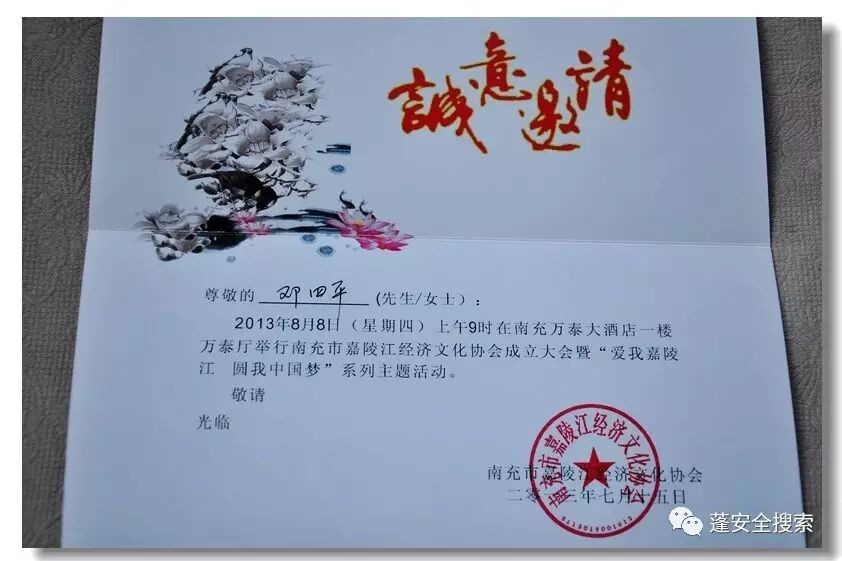 誠意邀請
尊敬的 邓四平 (先生/女士)：
2013年8月8日（星期四）上午9时在南充万泰大酒店一楼
万泰厅举行南充市嘉陵江经济文化协会成立大会暨“爱我嘉陵
江 圆我中国梦”系列主题活动。
敬请
光临
南充市嘉陵江经济文化协会
南充市嘉陵江经济文化协会
二零一三年七月十五日
5113019001612
蓬安全搜索